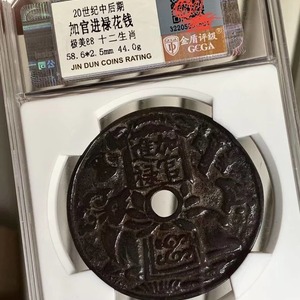 20世纪中后期
加官进禄花钱
极美88 十二生肖
58.6*2.5mm 44.0g
JIN DUN COINS RATING
金盾评级
GCGA